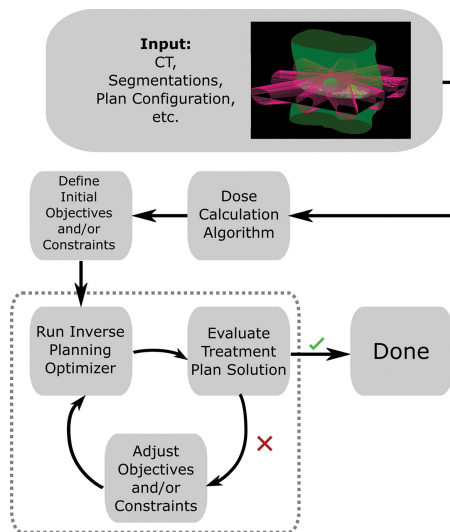 Input:
CT,
Segmentations,
Plan Configuration,
etc.
Define
Initial
Objectives
and/or
Constraints
Dose
Calculation
Algorithm
Run Inverse
Planning
Optimizer
Evaluate
Treatment
Plan Solution
Done
Adjust
Objectives
and/or
Constraints